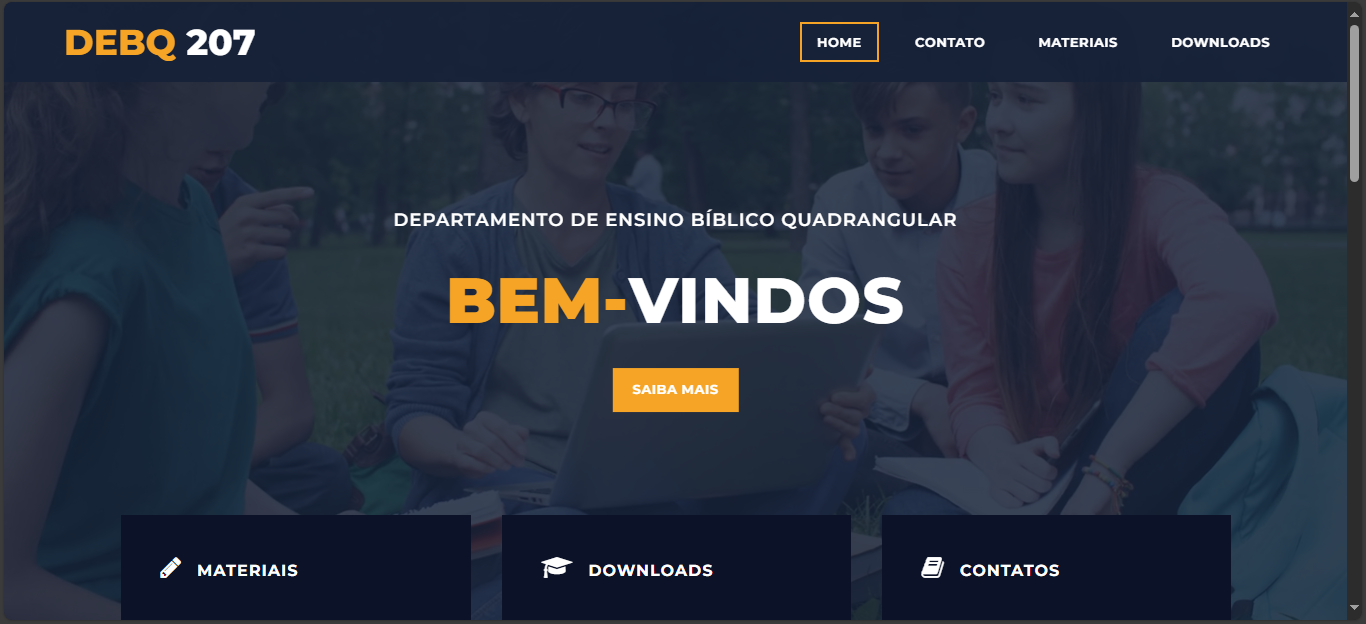 DEBQ 207
HOME
CONTATO
MATERIAIS
DOWNLOADS
DEPARTAMENTO DE ENSINO BÍBLICO QUADRANGULAR
BEM-VINDOS
SAIBA MAIS
MATERIAIS
DOWNLOADS
CONTATOS